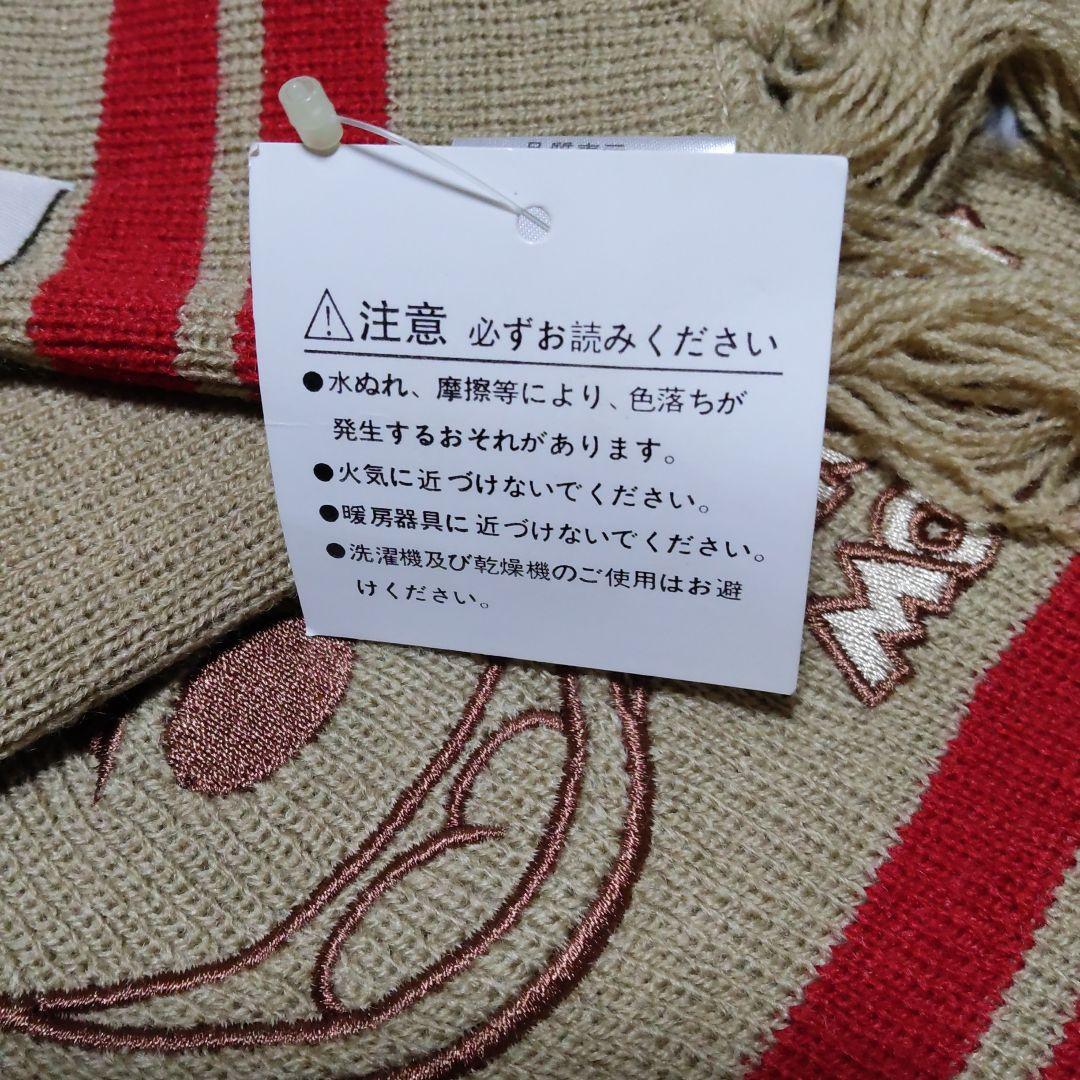 品質表示
⚠注意 必ずお読みください
●水ぬれ、摩擦等により、色落ちが
発生するおそれがあります。
●火気に近づけないでください。
●暖房器具に近づけないでください。
●洗濯機及び乾燥機のご使用はお避
けください。